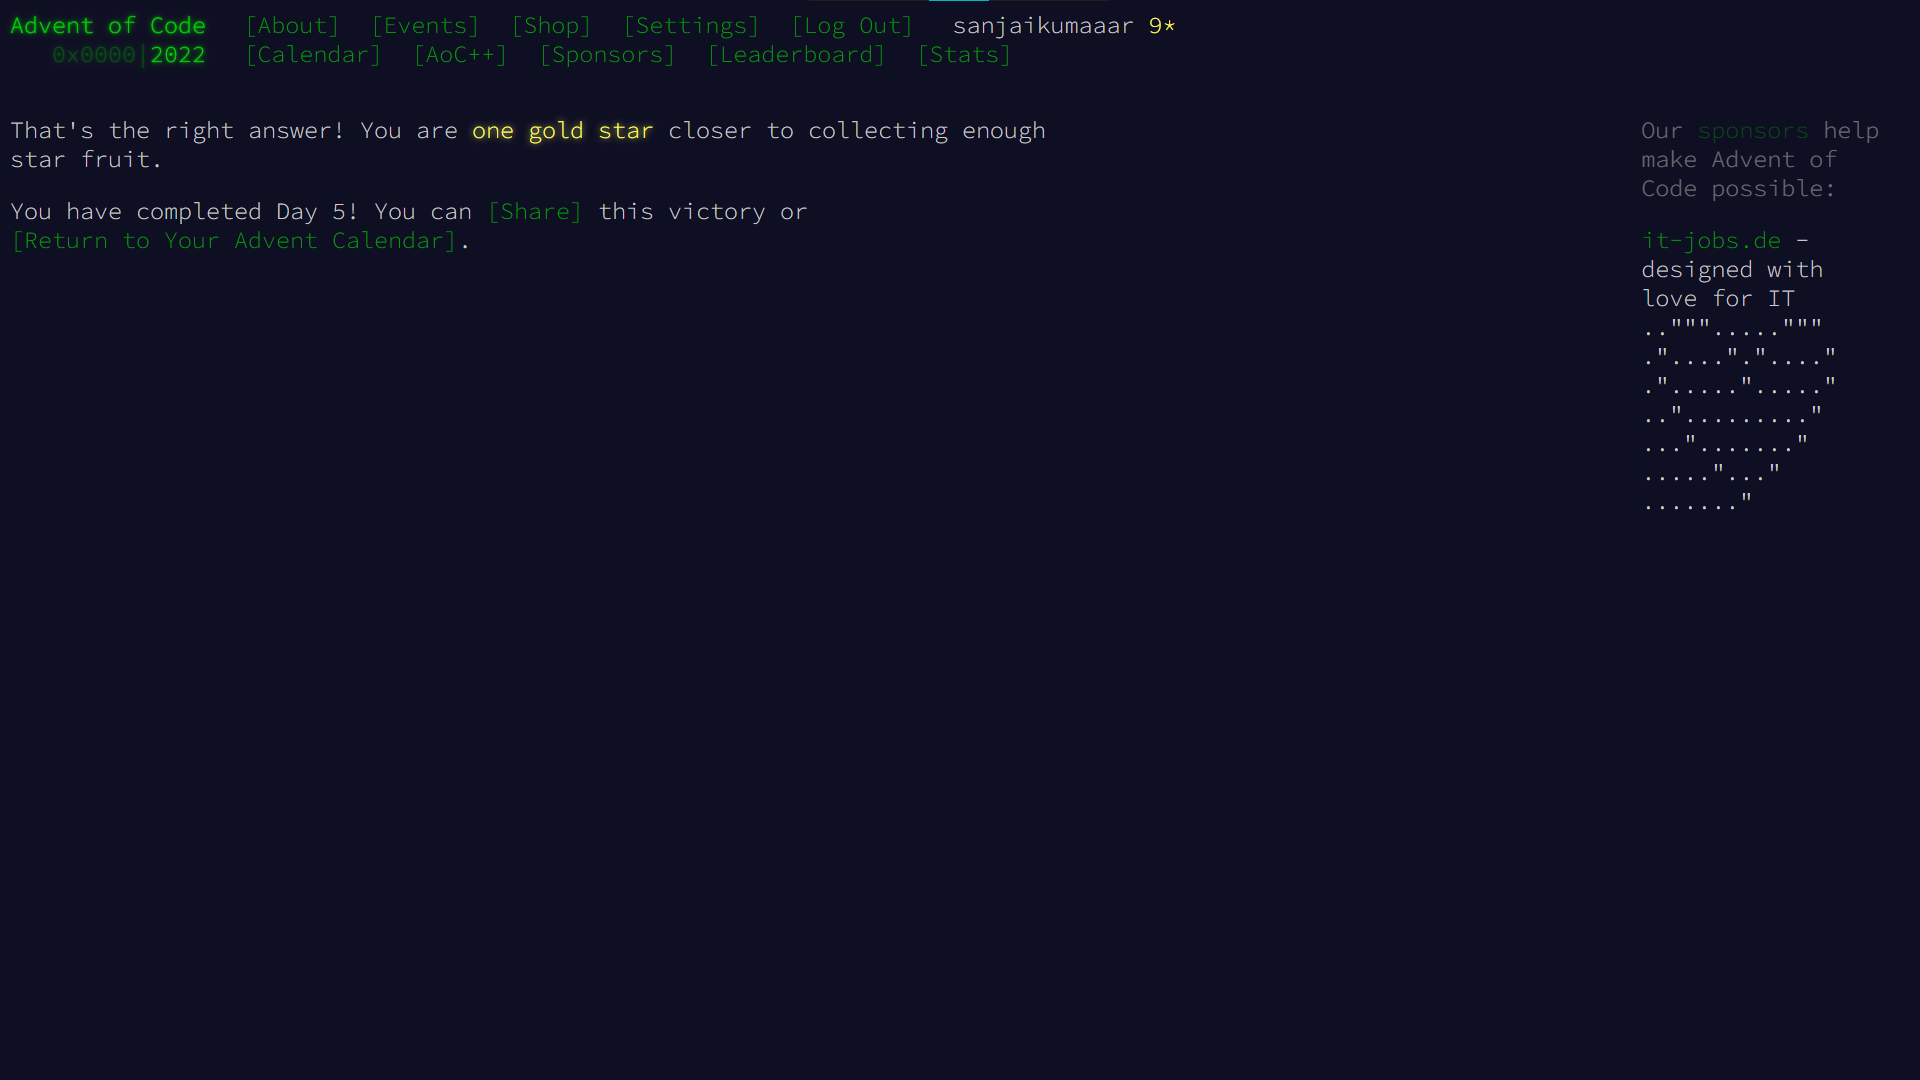 Advent of Code [About] [Events] [Shop] [Settings] [Log Out] sanjaikumaaar 9*
0x0000|2022 [Calendar] [AoC++] [Sponsors] [Leaderboard] [Stats]
That's the right answer! You are one gold star closer to collecting enough
star fruit.
You have completed Day 5! You can [Share] this victory or
[Return to Your Advent Calendar].
Our sponsors help
make Advent of
Code possible:
it-jobs.de -
designed with
love for IT
.."""....."""
."...."."...."
."....."....."
.."........."
..."......."
....."..."
......."